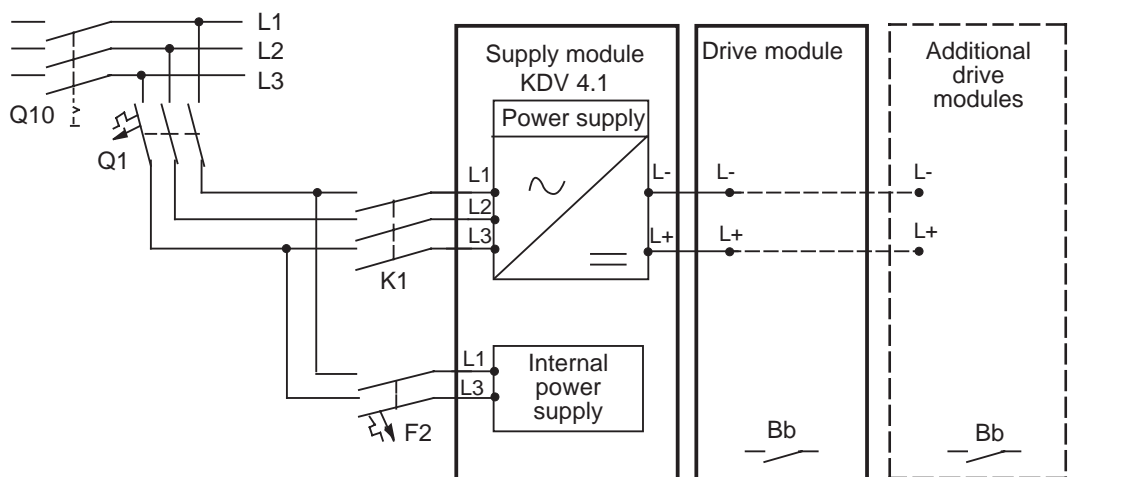 L1
L2
L3
Q10
Q1
K1
F2
Supply module
KDV 4.1
Power supply
L1
L2
L3
L-
L+
L1
L3
Internal
power
supply
Drive module
L-
L+
Bb
Additional
drive
modules
L-
L+
Bb